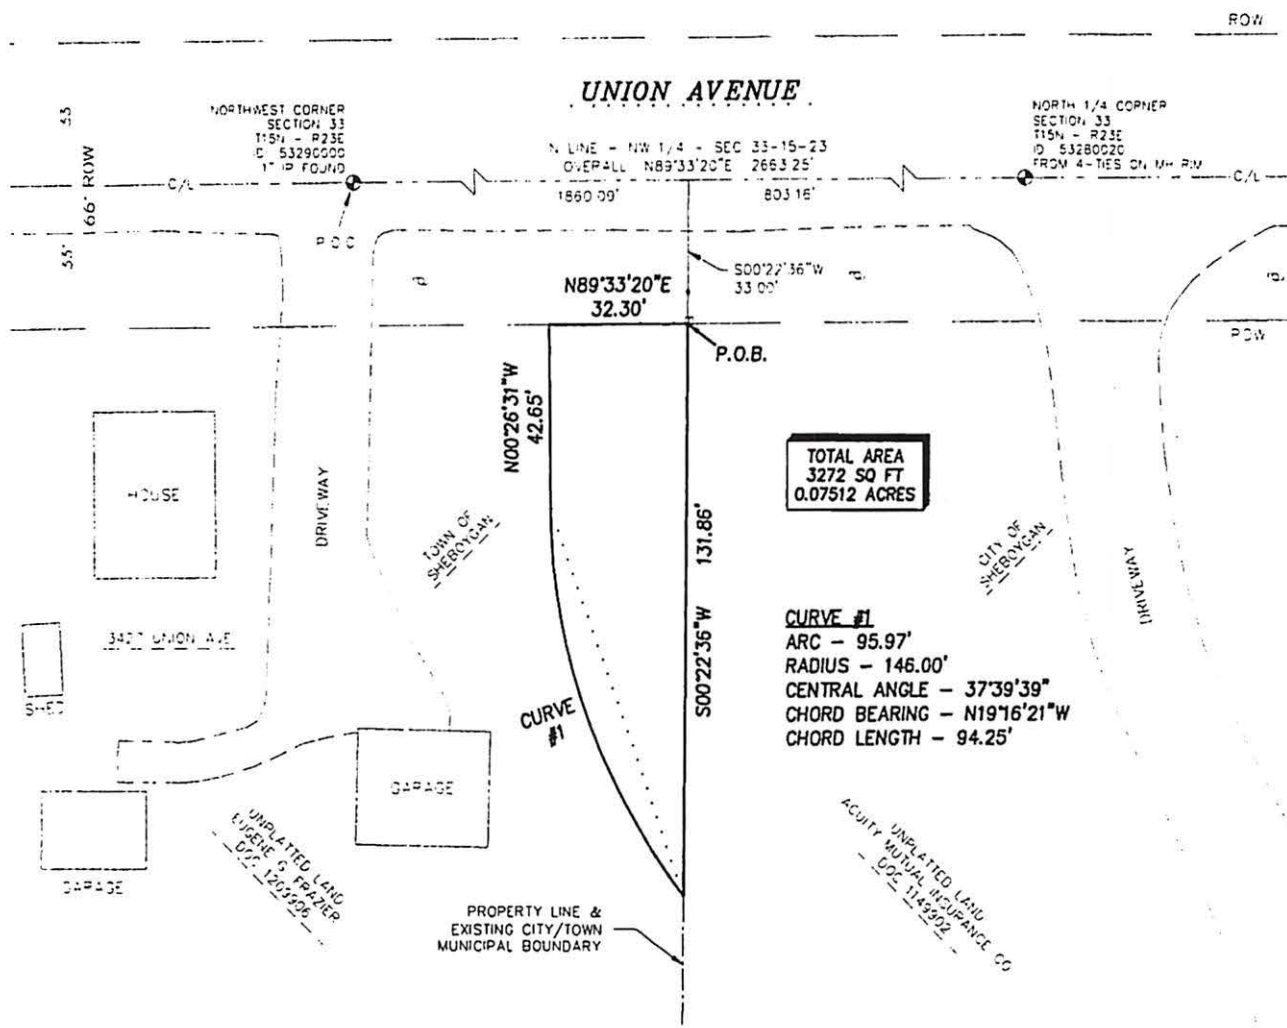 ROW
UNION AVENUE
NORTHWEST CORNER
SECTION 33
T15N - R23E
ID: 53290000
1" IP FOUND
N LINE - NW 1/4 - SEC 33-15-23
OVERALL N89°33'20"E 2663.25'
1860.09'
803.16'
NORTH 1/4 CORNER
SECTION 33
T15N - R23E
ID 53280020
FROM 4-TIES ON MH RIM
33
66' ROW
33'
C/L
C/L
P.O.C
S00°22'36"W
33.00'
N89°33'20"E
32.30'
P.O.B.
ROW
N00°26'31"W
42.65'
TOTAL AREA
3272 SQ FT
0.07512 ACRES
HOUSE
DRIVEWAY
TOWN OF
SHEBOYGAN
S00°22'36"W 131.86'
CITY OF
SHEBOYGAN
DRIVEWAY
CURVE #1
ARC - 95.97'
RADIUS - 146.00'
CENTRAL ANGLE - 37°39'39"
CHORD BEARING - N19°16'21"W
CHORD LENGTH - 94.25'
UNION AVE
SHED
CURVE
#1
GARAGE
GARAGE
UNPLATTED LAND
EUGENE G FRAZIER
DOC 1203906
UNPLATTED LAND
ACUITY MUTUAL INSURANCE CO
DOC 1149902
PROPERTY LINE &
EXISTING CITY/TOWN
MUNICIPAL BOUNDARY